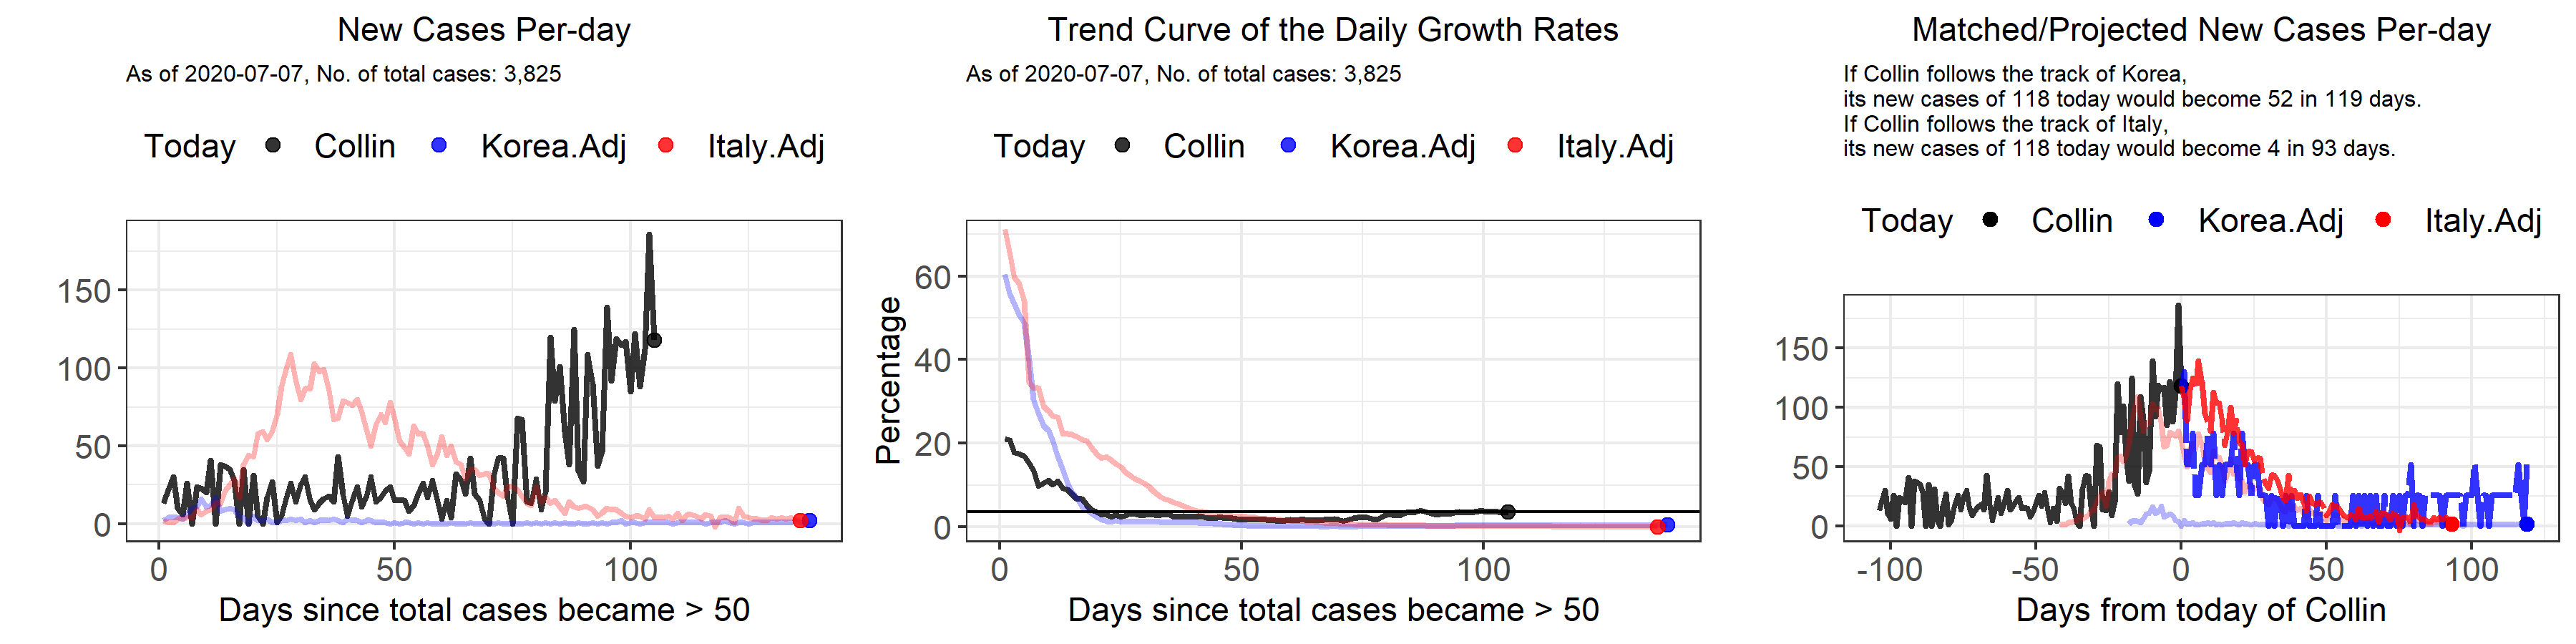 New Cases Per-day
As of 2020-07-07, No. of total cases: 3,825
Today Collin Korea.Adj Italy.Adj
150
100
50
0
0 50 100
Days since total cases became > 50
Trend Curve of the Daily Growth Rates
As of 2020-07-07, No. of total cases: 3,825
Today Collin Korea.Adj Italy.Adj
Percentage
60
40
20
0
0 50 100
Days since total cases became > 50
Matched/Projected New Cases Per-day
If Collin follows the track of Korea,
its new cases of 118 today would become 52 in 119 days.
If Collin follows the track of Italy,
its new cases of 118 today would become 4 in 93 days.
Today Collin Korea.Adj Italy.Adj
150
100
50
0
-100 -50 0 50 100
Days from today of Collin